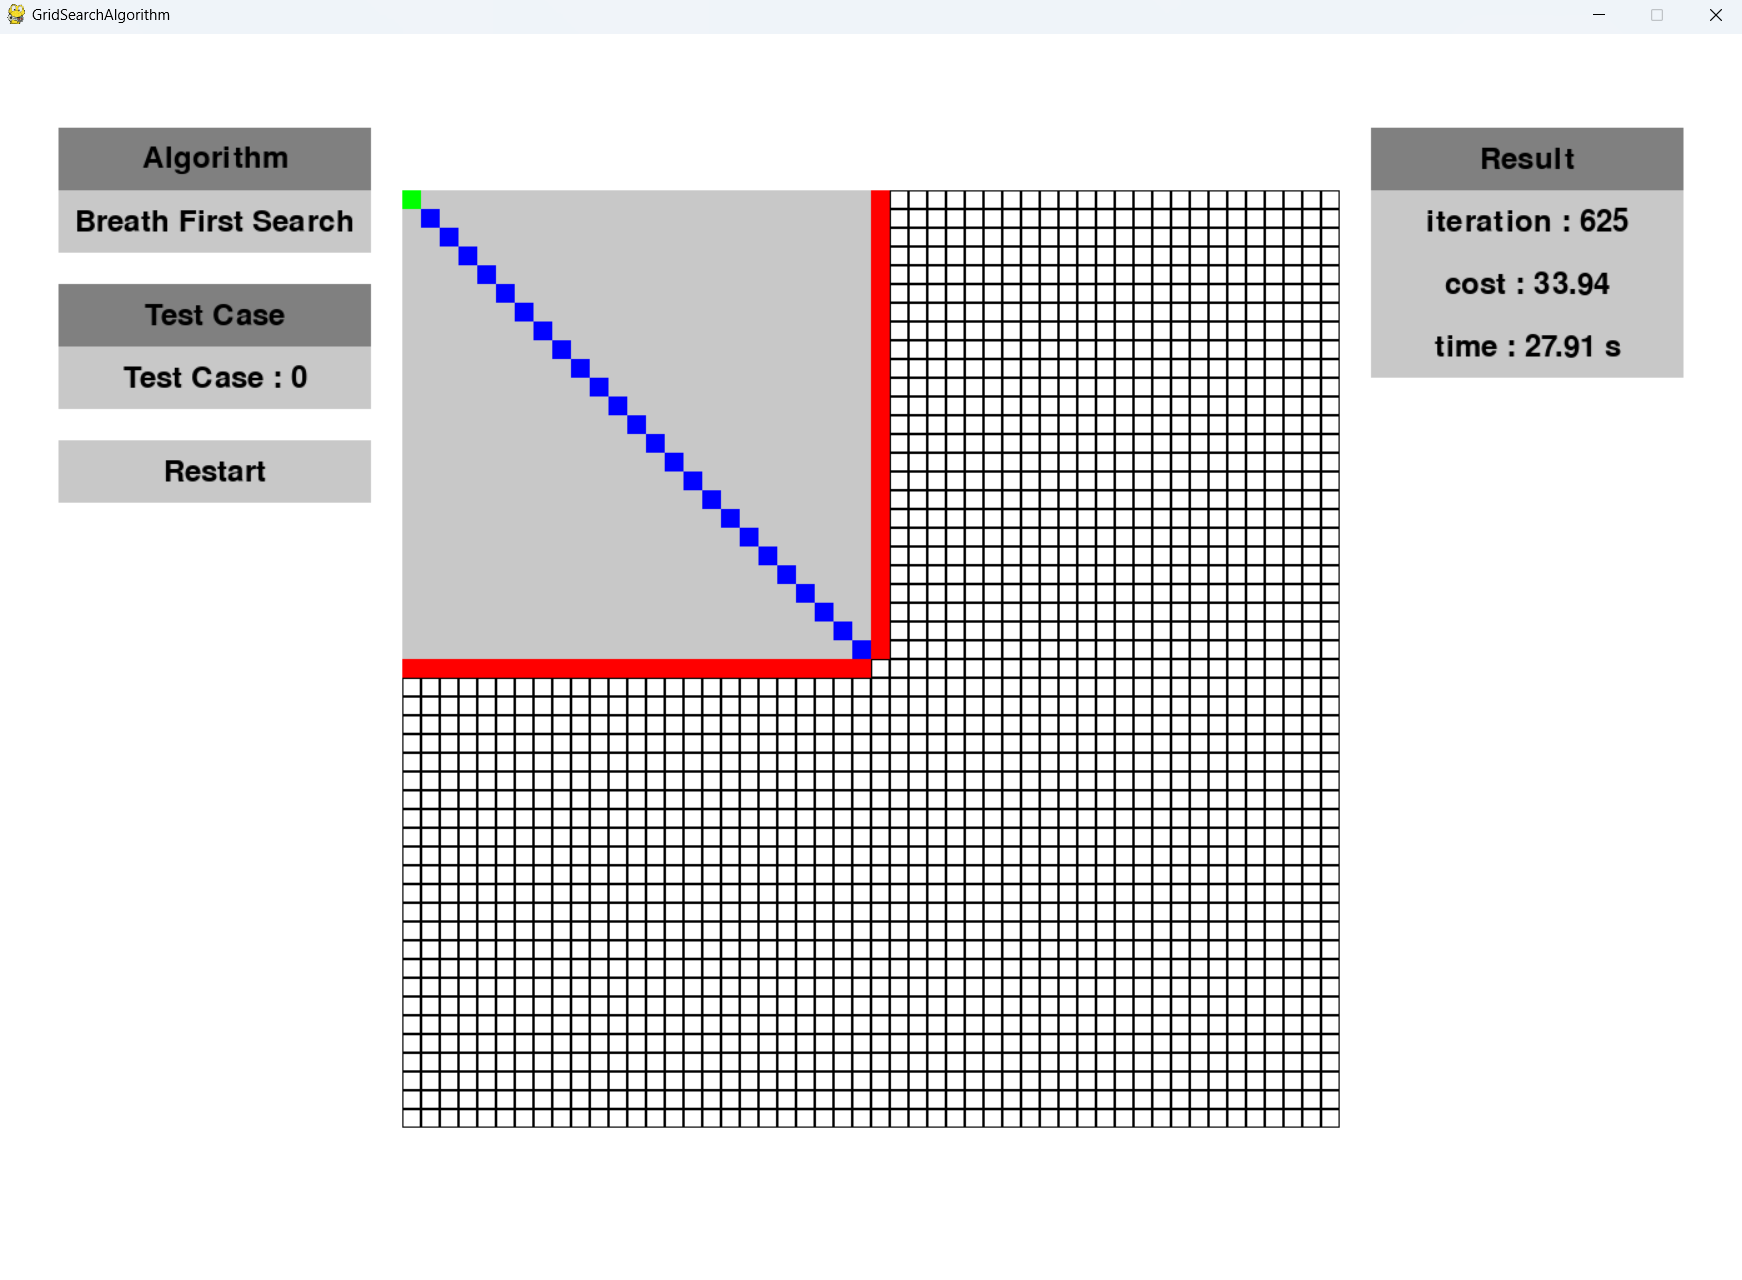 GridSearchAlgorithm
Algorithm
Breath First Search
Test Case
Test Case : 0
Restart
Result
iteration : 625
cost : 33.94
time : 27.91 s